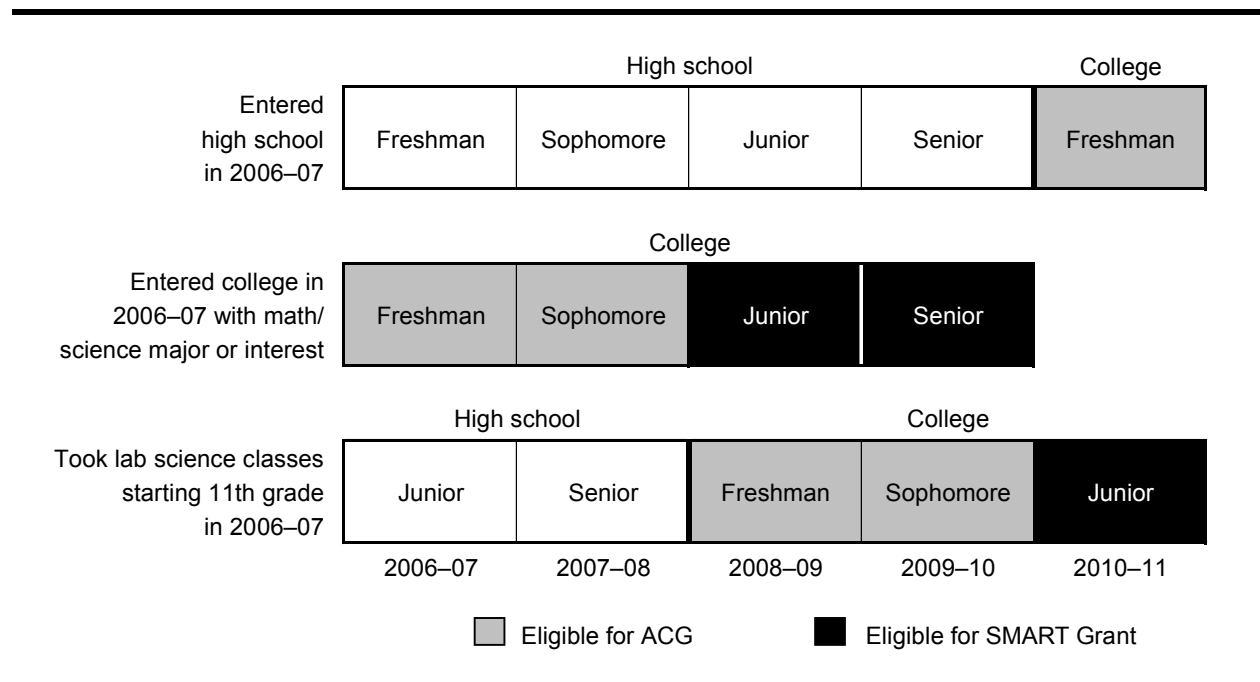 High school College
Entered
high school
in 2006–07
Freshman Sophomore Junior Senior Freshman
College
Entered college in
2006–07 with math/
science major or interest
Freshman Sophomore Junior Senior
High school College
Took lab science classes
starting 11th grade
in 2006–07
Junior Senior Freshman Sophomore Junior
2006–07 2007–08 2008–09 2009–10 2010–11
Eligible for ACG Eligible for SMART Grant